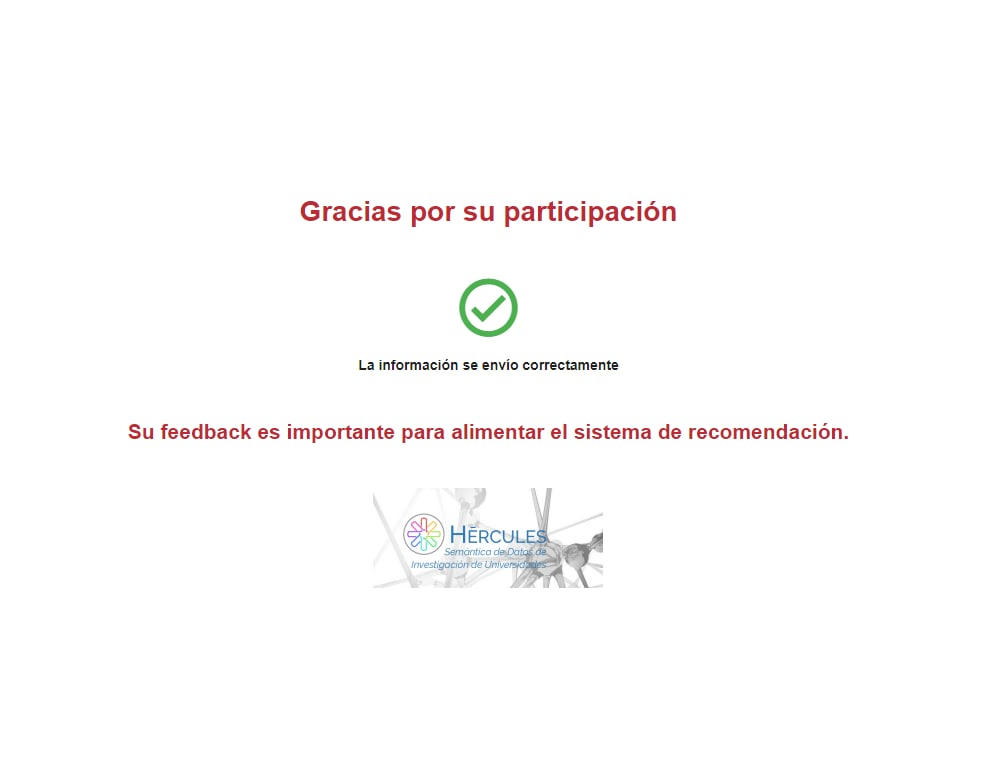 Gracias por su participación
La información se envío correctamente
Su feedback es importante para alimentar el sistema de recomendación.
HÉRCULES
Semántica de Datos de
Investigación de Universidades